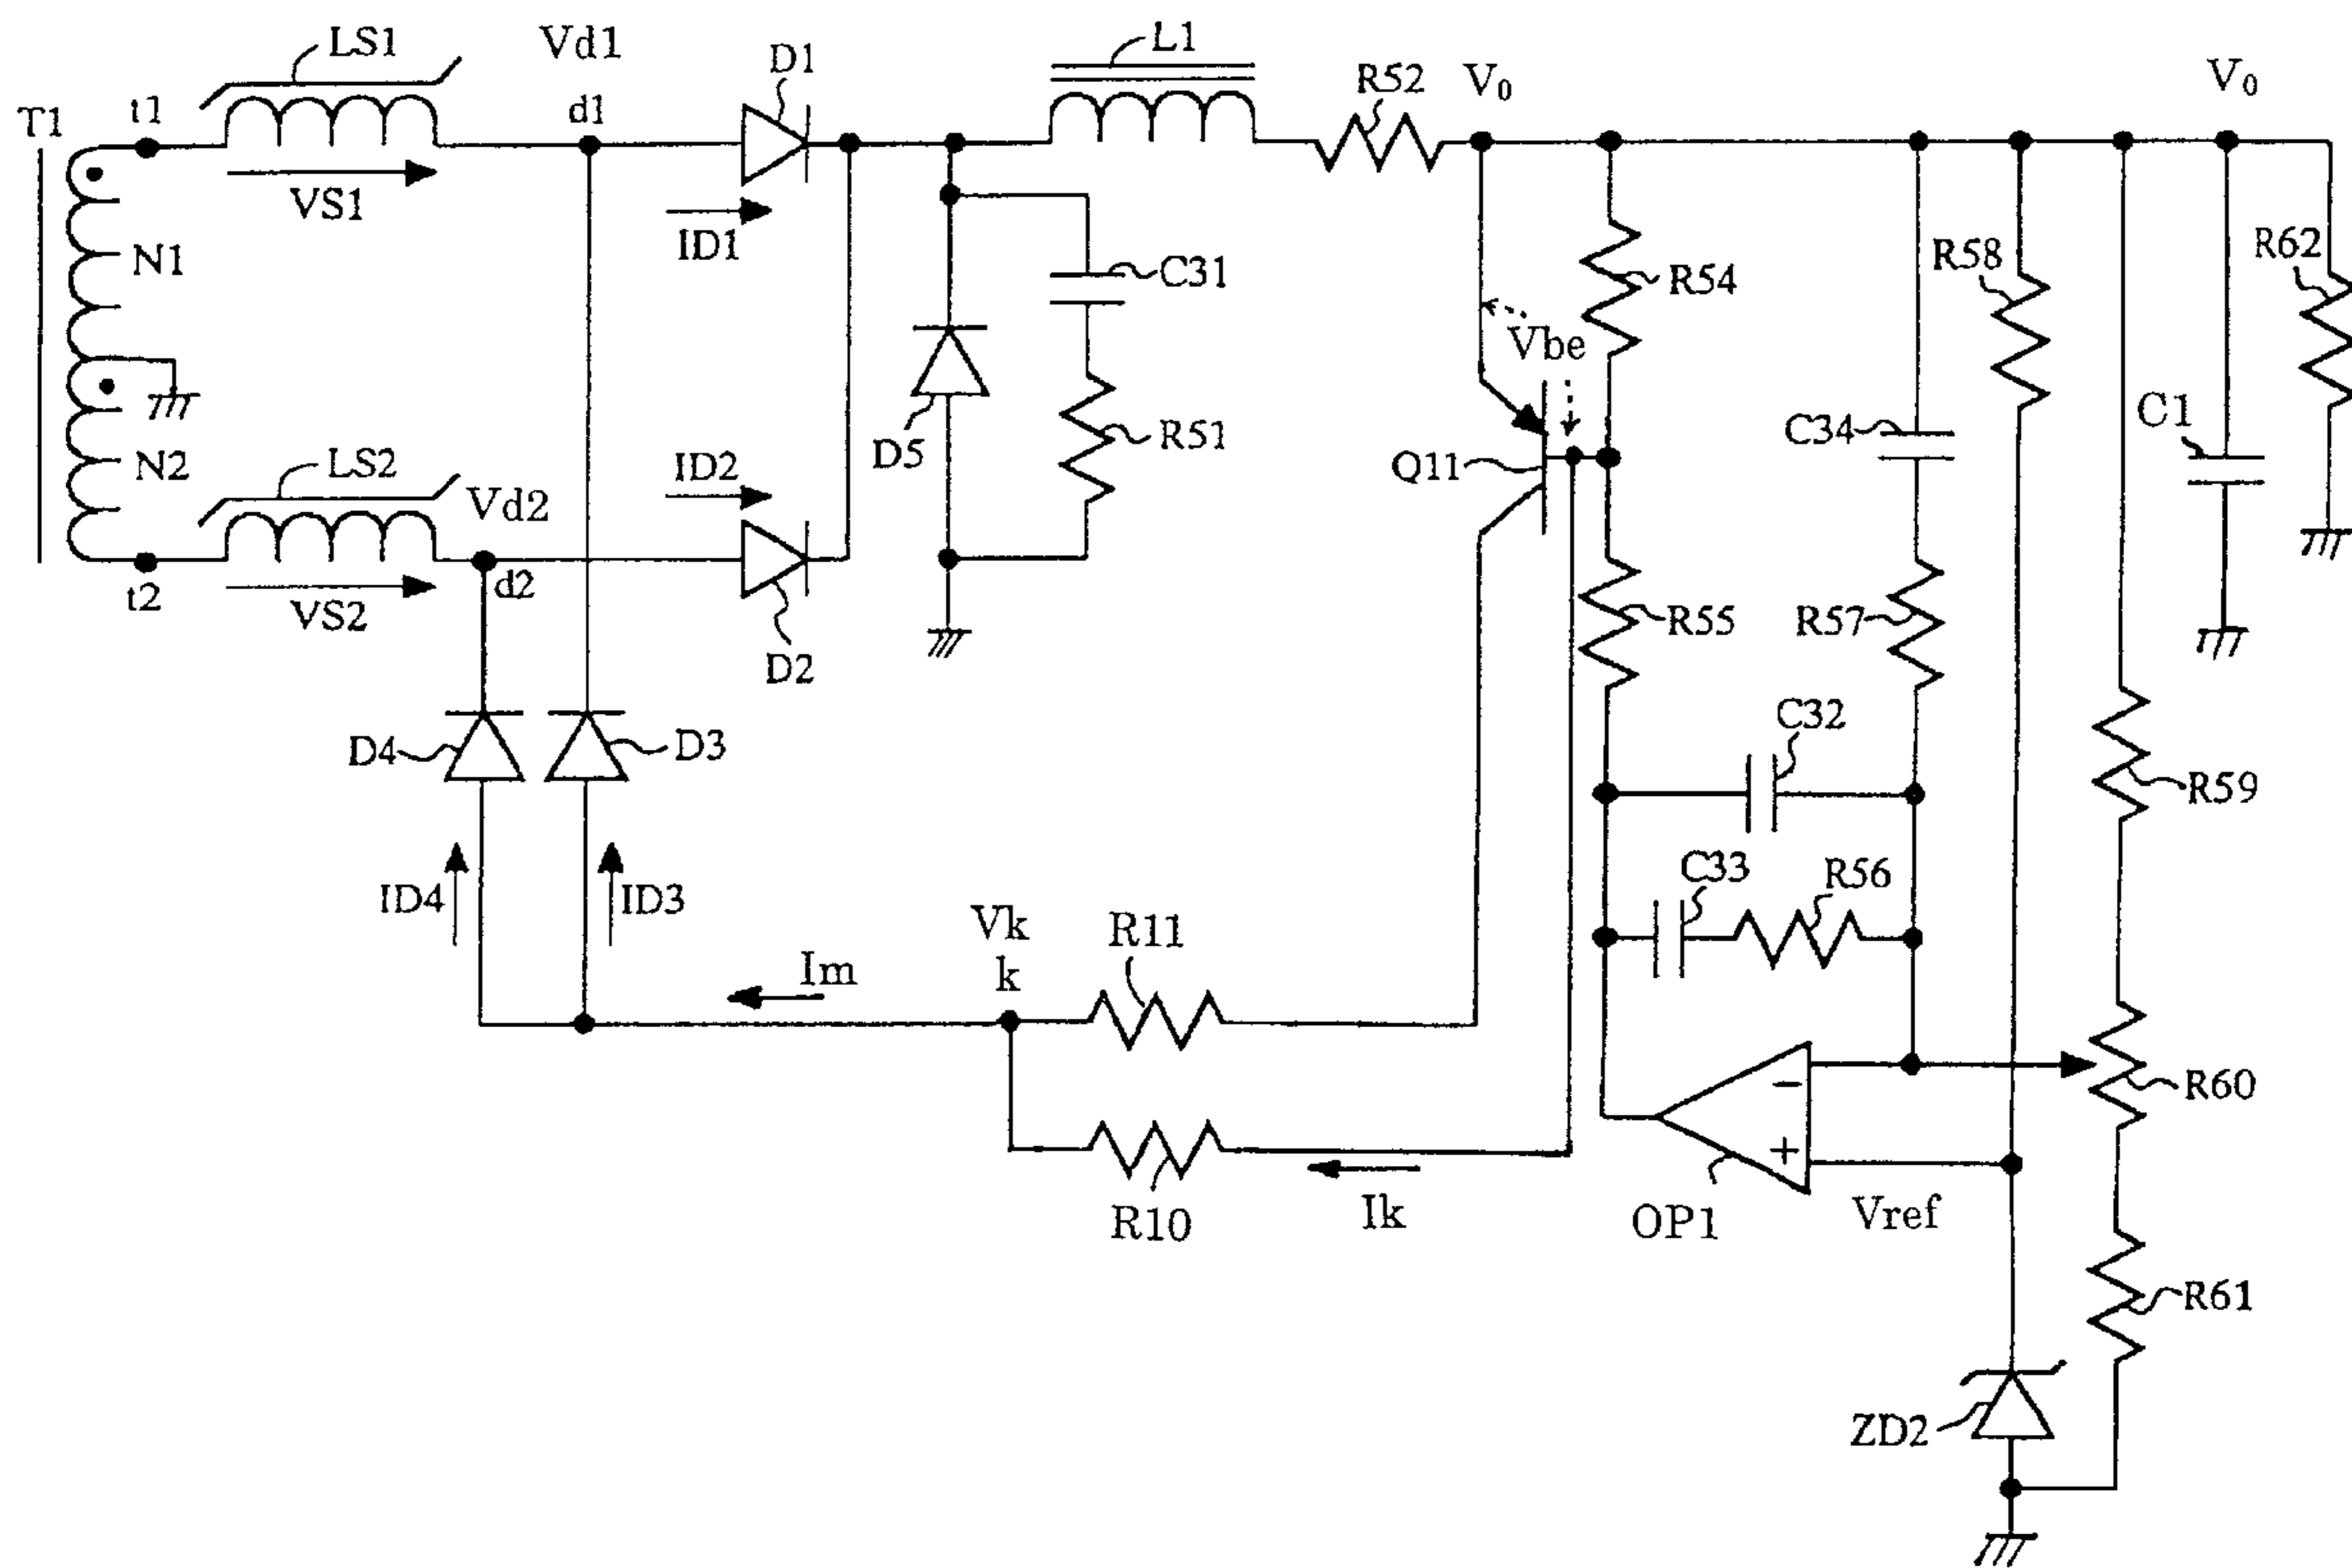 LS1
Vd1
D1
L1
R52
V0
V0
T1
t1
d1
VS1
ID1
N1
C31
R54
R58
R62
Vbe
D5
R51
Q11
C34
C1
N2
LS2
Vd2
ID2
t2
VS2
d2
D2
R55
R57
D4
D3
C32
R59
ID4
ID3
C33
R56
Im
Vk
k
R11
R10
Ik
−
+
OP1
Vref
R60
R61
ZD2